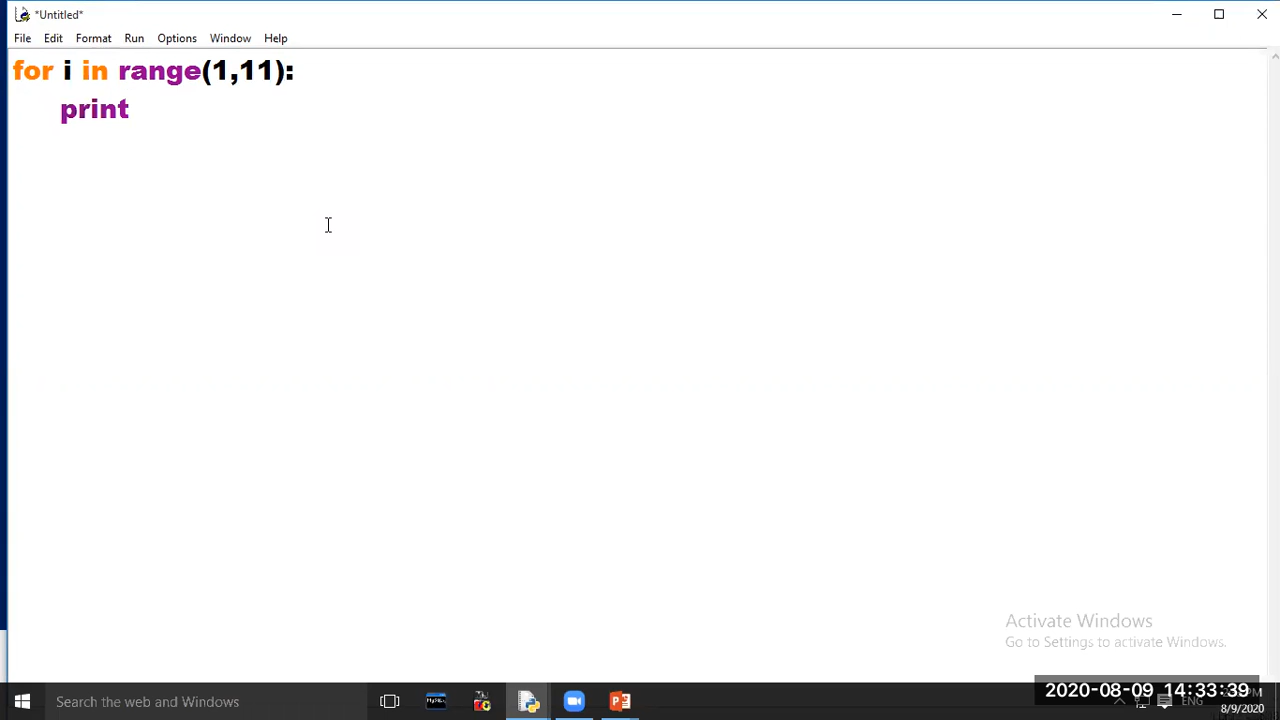 *Untitled*
File Edit Format Run Options Window Help
for i in range(1,11):
print
Activate Windows
Go to Settings to activate Windows.
Search the web and Windows
2020-08-09 14:33:39
ENG
8/9/2020